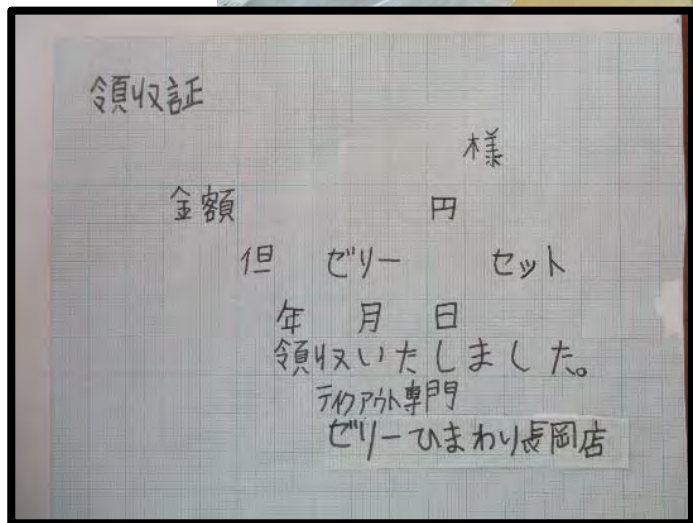 領収証
様
金額 円
但 ゼリー セット
年 月 日
領収いたしました。
テイクアウト専門
ゼリーひまわり長岡店